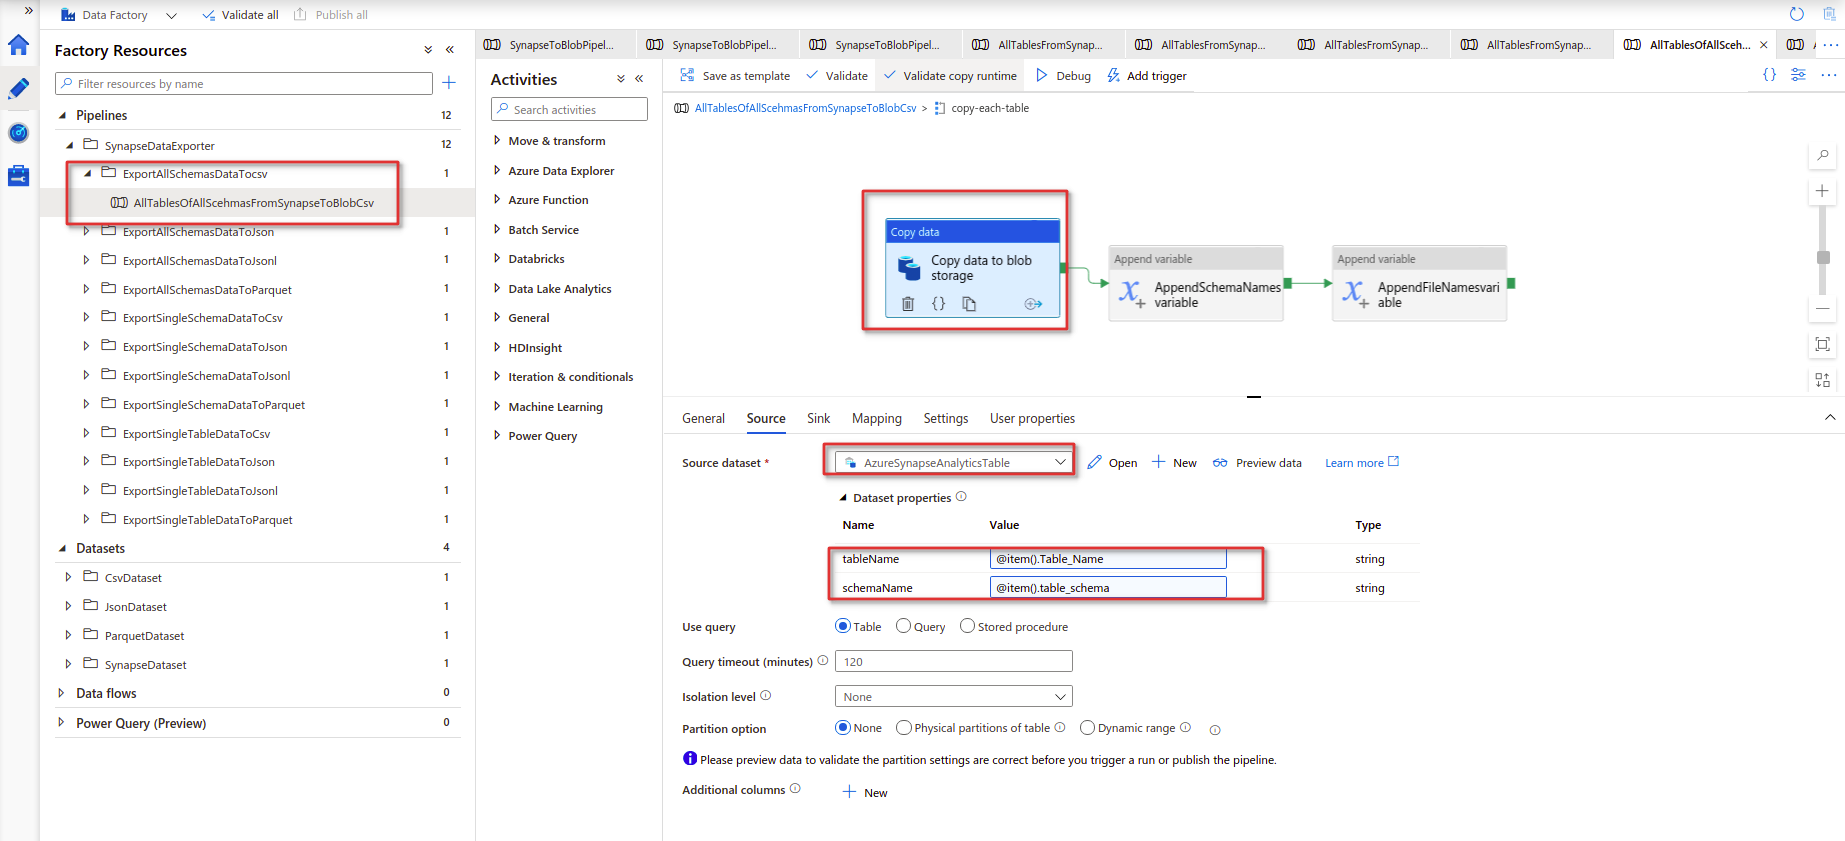 Data Factory
Validate all
Publish all
Factory Resources
Filter resources by name
Pipelines 12
SynapseDataExporter 12
ExportAllSchemasDataTocsv 1
AllTablesOfAllScehmasFromSynapseToBlobCsv
ExportAllSchemasDataToJson 1
ExportAllSchemasDataToJsonl 1
ExportAllSchemasDataToParquet 1
ExportSingleSchemaDataToCsv 1
ExportSingleSchemaDataToJson 1
ExportSingleSchemaDataToJsonl 1
ExportSingleSchemaDataToParquet 1
ExportSingleTableDataToCsv 1
ExportSingleTableDataToJson 1
ExportSingleTableDataToJsonl 1
ExportSingleTableDataToParquet 1
Datasets 4
CsvDataset 1
JsonDataset 1
ParquetDataset 1
SynapseDataset 1
Data flows 0
Power Query (Preview) 0
SynapseToBlobPipel...
SynapseToBlobPipel...
SynapseToBlobPipel...
AllTablesFromSynap...
AllTablesFromSynap...
AllTablesFromSynap...
AllTablesFromSynap...
AllTablesOfAllSceh...
Activities
Search activities
Move & transform
Azure Data Explorer
Azure Function
Batch Service
Databricks
Data Lake Analytics
General
HDInsight
Iteration & conditionals
Machine Learning
Power Query
Save as template
Validate
Validate copy runtime
Debug
Add trigger
AllTablesOfAllScehmasFromSynapseToBlobCsv > copy-each-table
Copy data
Copy data to blob
storage
Append variable
AppendSchemaNames
variable
Append variable
AppendFileNamesvari
able
General Source Sink Mapping Settings User properties
Source dataset * AzureSynapseAnalyticsTable Open New Preview data Learn more
Dataset properties
Name Value Type
tableName @item().Table_Name string
schemaName @item().table_schema string
Use query Table Query Stored procedure
Query timeout (minutes) 120
Isolation level None
Partition option None Physical partitions of table Dynamic range
Please preview data to validate the partition settings are correct before you trigger a run or publish the pipeline.
Additional columns New